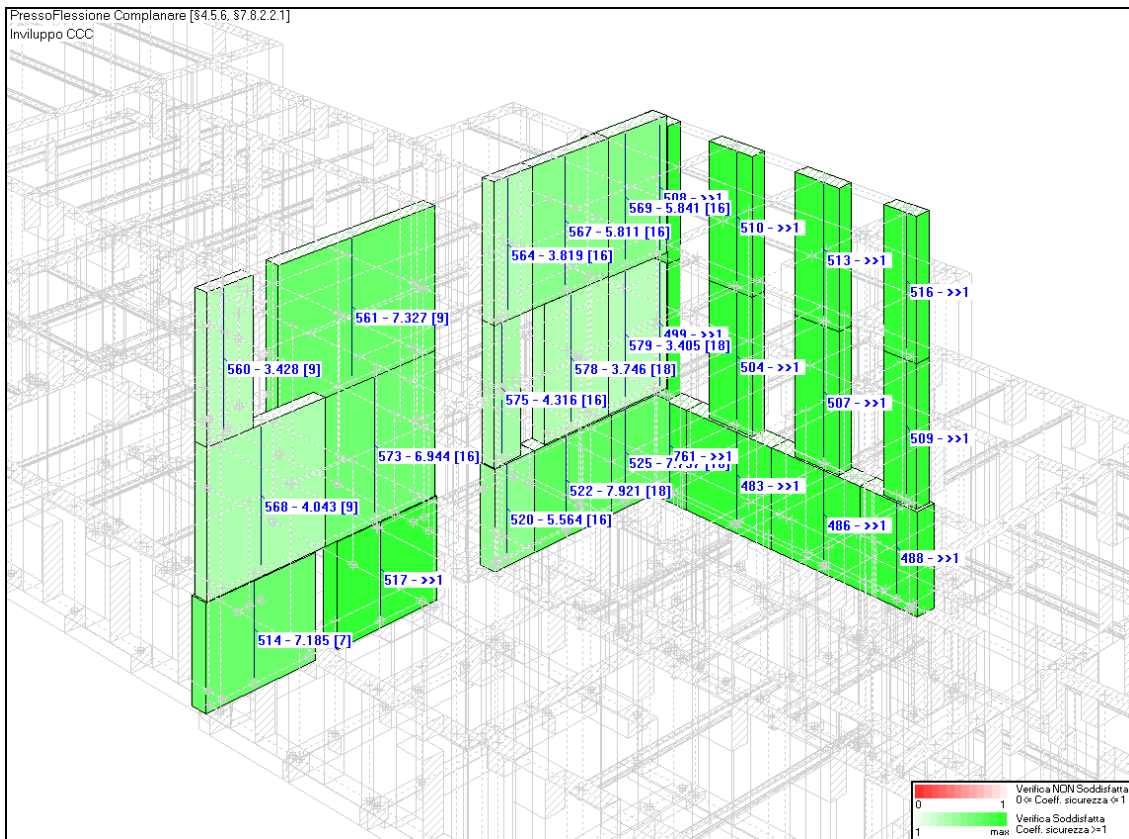 PressoFlessione Complanare [§4.5.6, §7.8.2.2.1]
Inviluppo CCC
508 - >>1
569 - 5.841 [16]
567 - 5.811 [16]
564 - 3.819 [16]
510 - >>1
513 - >>1
516 - >>1
561 - 7.327 [9]
560 - 3.428 [9]
499 - >>1
579 - 3.405 [18]
578 - 3.746 [18]
575 - 4.316 [16]
504 - >>1
507 - >>1
509 - >>1
573 - 6.944 [16]
568 - 4.043 [9]
761 - >>1
522 - 7.921 [18]
520 - 5.564 [16]
483 - >>1
486 - >>1
488 - >>1
517 - >>1
514 - 7.185 [7]
Verifica NON Soddisfatta
0<= Coeff. sicurezza <=1
0 1
Verifica Soddisfatta
Coeff. sicurezza >=1
1 max